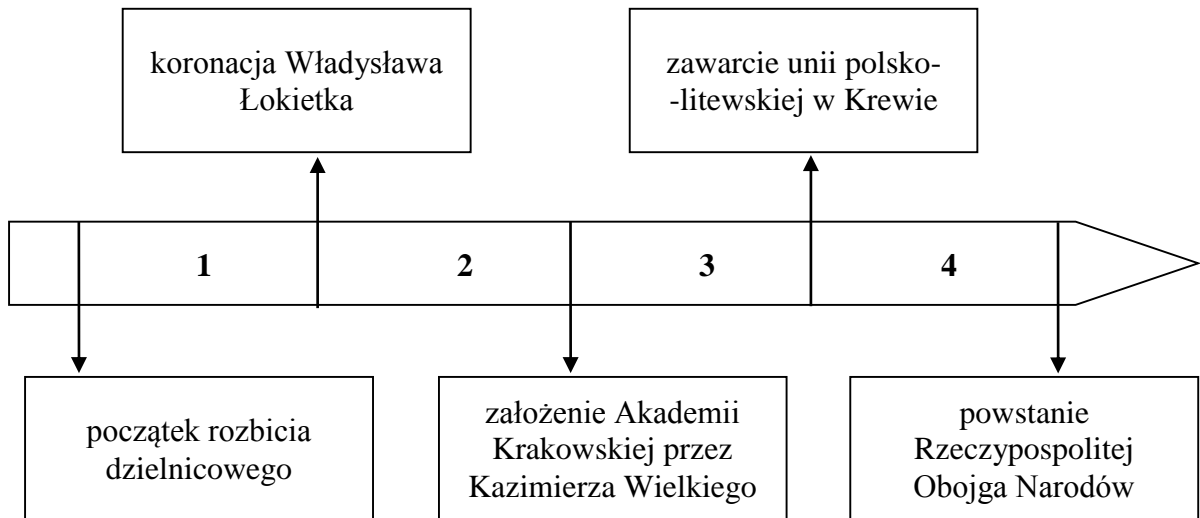 koronacja Władysława
Łokietka
zawarcie unii polsko-
-litewskiej w Krewie
1
2
3
4
początek rozbicia
dzielnicowego
założenie Akademii
Krakowskiej przez
Kazimierza Wielkiego
powstanie
Rzeczypospolitej
Obojga Narodów